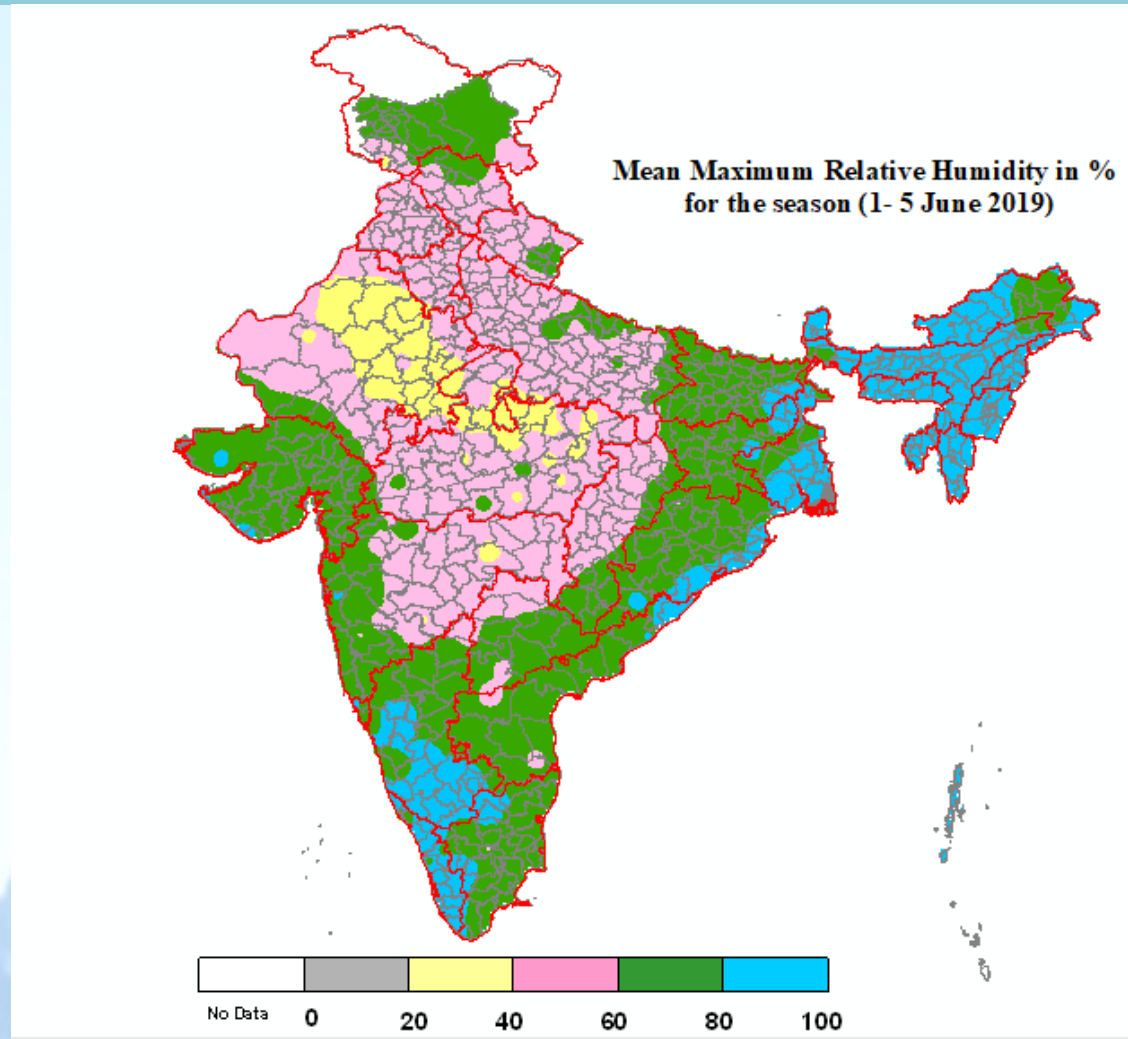 Mean Maximum Relative Humidity in %
for the season (1- 5 June 2019)
No Data 0 20 40 60 80 100